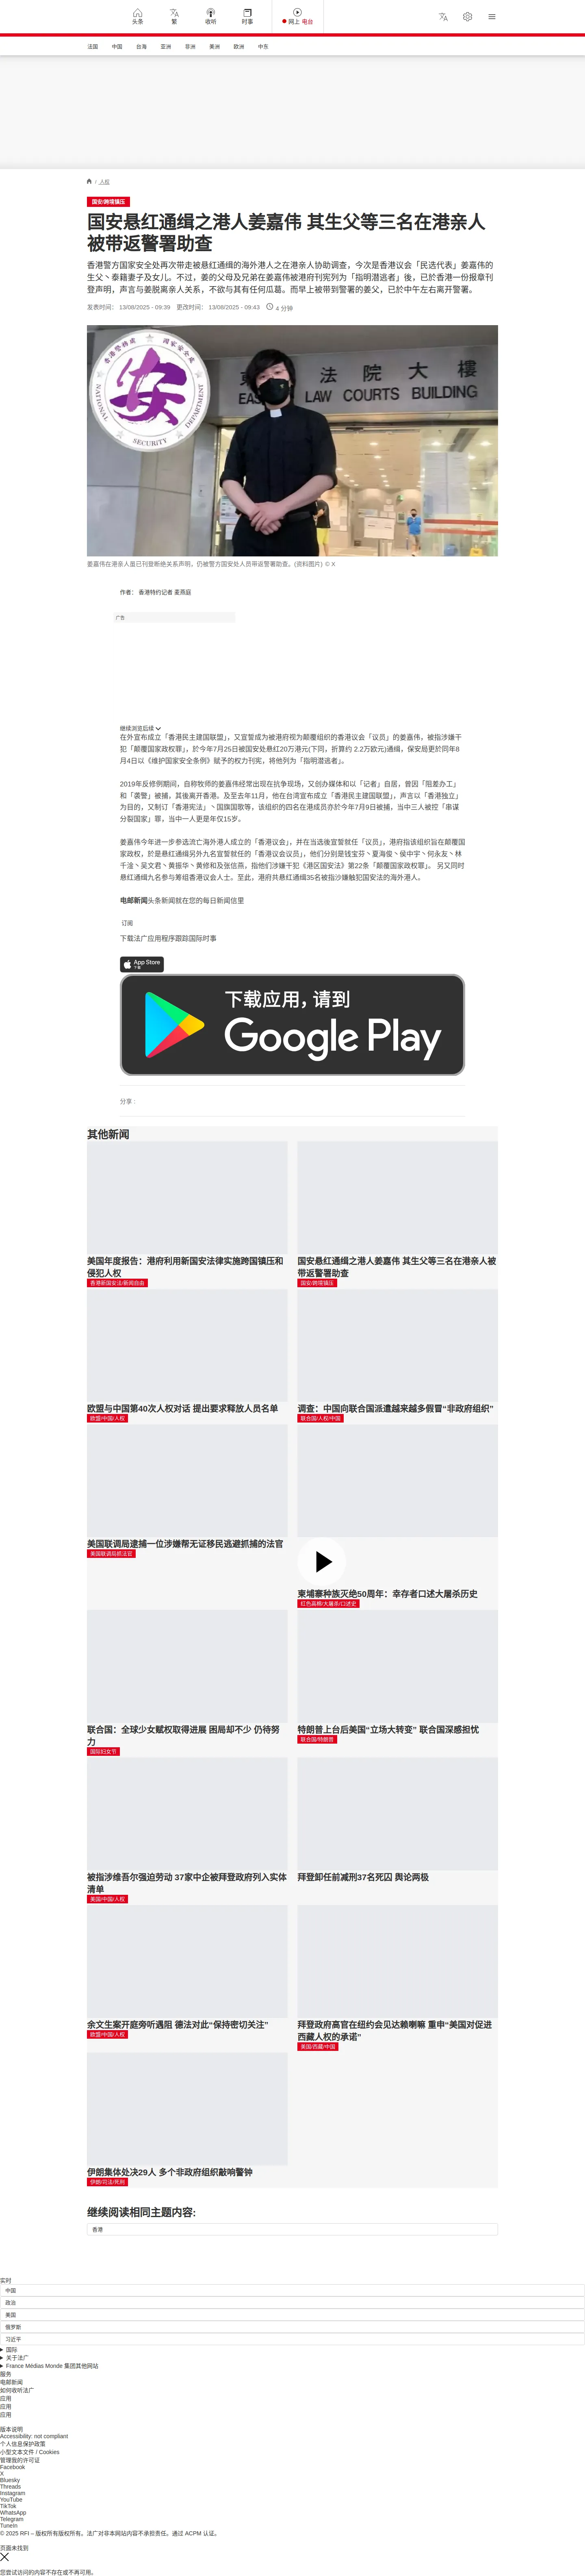 头条
繁
收听
时事
网上 电台
法国
中国
台海
亚洲
非洲
美洲
欧洲
中东
/ 人权
国安/跨境镇压
国安悬红通缉之港人姜嘉伟 其生父等三名在港亲人
被带返警署助查
香港警方国家安全处再次带走被悬红通缉的海外港人之在港亲人协助调查，今次是香港议会「民选代表」姜嘉伟的
生父丶泰籍妻子及女儿。不过，姜的父母及兄弟在姜嘉伟被港府刊宪列为「指明潜逃者」後，已於香港一份报章刊
登声明，声言与姜脱离亲人关系，不欲与其有任何瓜葛。而早上被带到警署的姜父，已於中午左右离开警署。
发表时间： 13/08/2025 - 09:39 更改时间： 13/08/2025 - 09:43 4 分钟
香港警務處
國家安全處
NATIONAL
SECURITY
DEPARTMENT
法院大樓
LAW COURTS BUILDING
姜嘉伟在港亲人虽已刊登断绝关系声明，仍被警方国安处人员带返警署助查。(资料图片) © X
作者： 香港特约记者 麦燕庭
广告
继续浏览后续
在外宣布成立「香港民主建国联盟」，又宣誓成为被港府视为颠覆组织的香港议会「议员」的姜嘉伟，被指涉嫌干
犯「颠覆国家政权罪」，於今年7月25日被国安处悬红20万港元(下同，折算约 2.2万欧元)通缉，保安局更於同年8
月4日以《维护国家安全条例》赋予的权力刊宪，将他列为「指明潜逃者」。
2019年反修例期间，自称牧师的姜嘉伟经常出现在抗争现场，又创办媒体和以「记者」自居，曾因「阻差办工」
和「袭警」被捕，其後离开香港。及至去年11月，他在台湾宣布成立「香港民主建国联盟」，声言以「香港独立」
为目的，又制订「香港宪法」丶国旗国歌等，该组织的四名在港成员亦於今年7月9日被捕，当中三人被控「串谋
分裂国家」罪，当中一人更是年仅15岁。
姜嘉伟今年进一步参选流亡海外港人成立的「香港议会」，并在当选後宣誓就任「议员」，港府指该组织旨在颠覆国
家政权，於是悬红通缉另外九名宣誓就任的「香港议会议员」，他们分别是钱宝芬丶夏海俊丶侯中宇丶何永友丶林
千淦丶吴文君丶黄振华丶黄修和及张信燕，指他们涉嫌干犯《港区国安法》第22条「颠覆国家政权罪」。 另又同时
悬红通缉九名参与筹组香港议会人士。至此，港府共悬红通缉35名被指涉嫌触犯国安法的海外港人。
电邮新闻头条新闻就在您的每日新闻信里
订阅
下载法广应用程序跟踪国际时事
App Store
下载
下载应用，请到
Google Play
分享 :
其他新闻
美国年度报告：港府利用新国安法律实施跨国镇压和
侵犯人权
香港新国安法/新闻自由
国安悬红通缉之港人姜嘉伟 其生父等三名在港亲人被
带返警署助查
国安/跨境镇压
欧盟与中国第40次人权对话 提出要求释放人员名单
欧盟/中国/人权
调查：中国向联合国派遣越来越多假冒“非政府组织”
联合国/人权/中国
美国联调局逮捕一位涉嫌帮无证移民逃避抓捕的法官
美国联调局抓法官
柬埔寨种族灭绝50周年：幸存者口述大屠杀历史
红色高棉/大屠杀/口述史
联合国：全球少女赋权取得进展 困局却不少 仍待努
力
国际妇女节
特朗普上台后美国“立场大转变” 联合国深感担忧
联合国/特朗普
被指涉维吾尔强迫劳动 37家中企被拜登政府列入实体
清单
美国/中国/人权
拜登卸任前减刑37名死囚 舆论两极
余文生案开庭旁听遇阻 德法对此“保持密切关注”
欧盟/中国/人权
拜登政府高官在纽约会见达赖喇嘛 重申“美国对促进
西藏人权的承诺”
美国/西藏/中国
伊朗集体处决29人 多个非政府组织敲响警钟
伊朗/司法/死刑
继续阅读相同主题内容:
香港
实时
中国
政治
美国
俄罗斯
习近平
国际
关于法广
France Médias Monde 集团其他网站
服务
电邮新闻
如何收听法广
应用
应用
应用
版本说明
Accessibility: not compliant
个人信息保护政策
小型文本文件 / Cookies
管理我的许可证
Facebook
X
Bluesky
Threads
Instagram
YouTube
TikTok
WhatsApp
Telegram
TuneIn
© 2025 RFI – 版权所有版权所有。法广对非本网站内容不承担责任。通过 ACPM 认证。
页面未找到
您尝试访问的内容不存在或不再可用。